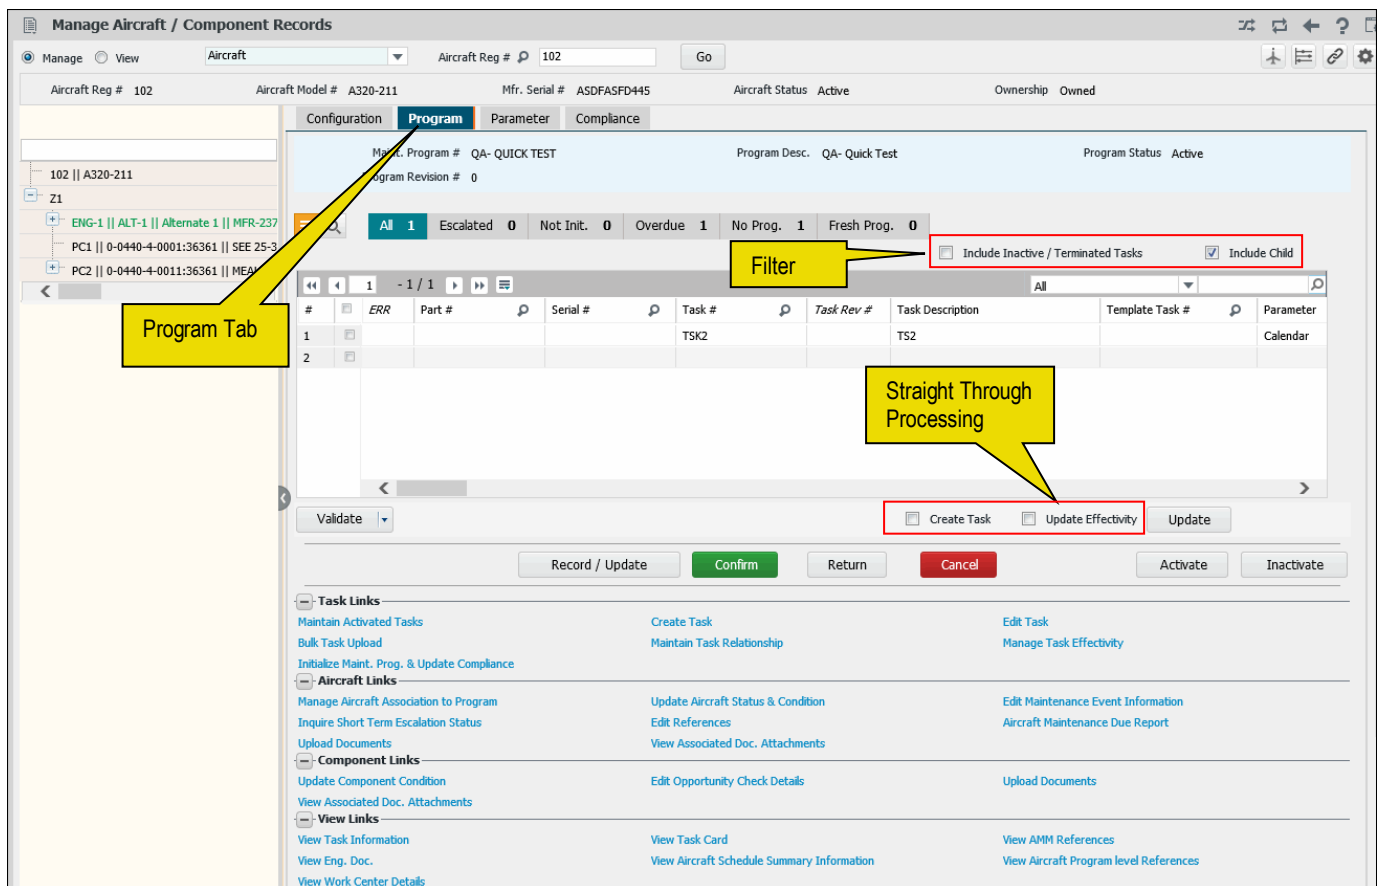 Manage Aircraft / Component Records
Manage View Aircraft Aircraft Reg # 102 Go
Aircraft Reg # 102 Aircraft Model # A320-211 Mfr. Serial # ASDFASFD445 Aircraft Status Active Ownership Owned
Configuration Program Parameter Compliance
Maint. Program # QA- QUICK TEST Program Desc. QA- Quick Test Program Status Active
Program Revision # 0
102 || A320-211
Z1
ENG-1 || ALT-1 || Alternate 1 || MFR-237
PC1 || 0-0440-4-0001:36361 || SEE 25-3
PC2 || 0-0440-4-0011:36361 || MEA
All 1 Escalated 0 Not Init. 0 Overdue 1 No Prog. 1 Fresh Prog. 0
Filter
Include Inactive / Terminated Tasks Include Child
Program Tab
1 - 1 / 1 All
# ERR Part # Serial # Task # Task Rev # Task Description Template Task # Parameter
1 TSK2 TS2 Calendar
2
Straight Through
Processing
Validate Create Task Update Effectivity Update
Record / Update Confirm Return Cancel Activate Inactivate
Task Links
Maintain Activated Tasks Create Task Edit Task
Bulk Task Upload Maintain Task Relationship Manage Task Effectivity
Initialize Maint. Prog. & Update Compliance
Aircraft Links
Manage Aircraft Association to Program Update Aircraft Status & Condition Edit Maintenance Event Information
Inquire Short Term Escalation Status Edit References Aircraft Maintenance Due Report
Upload Documents View Associated Doc. Attachments
Component Links
Update Component Condition Edit Opportunity Check Details Upload Documents
View Associated Doc. Attachments
View Links
View Task Information View Task Card View AMM References
View Eng. Doc. View Aircraft Schedule Summary Information View Aircraft Program level References
View Work Center Details